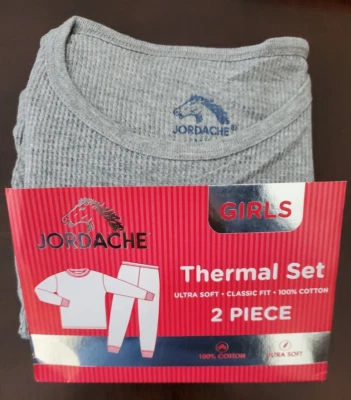 JORDACHE®
GIRLS
JORDACHE
Thermal Set
ULTRA SOFT • CLASSIC FIT • 100% COTTON
2 PIECE
100% COTTON
ULTRA SOFT